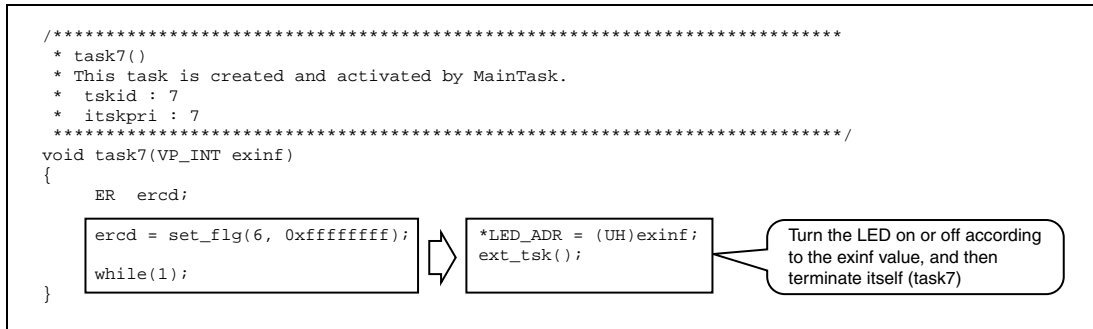 /***************************************************************************
* task7()
* This task is created and activated by MainTask.
* tskid : 7
* itskpri : 7
***************************************************************************/
void task7(VP_INT exinf)
{
ER ercd;
ercd = set_flg(6, 0xffffffff);
while(1);
*LED_ADR = (UH)exinf;
ext_tsk();
Turn the LED on or off according
to the exinf value, and then
terminate itself (task7)
}